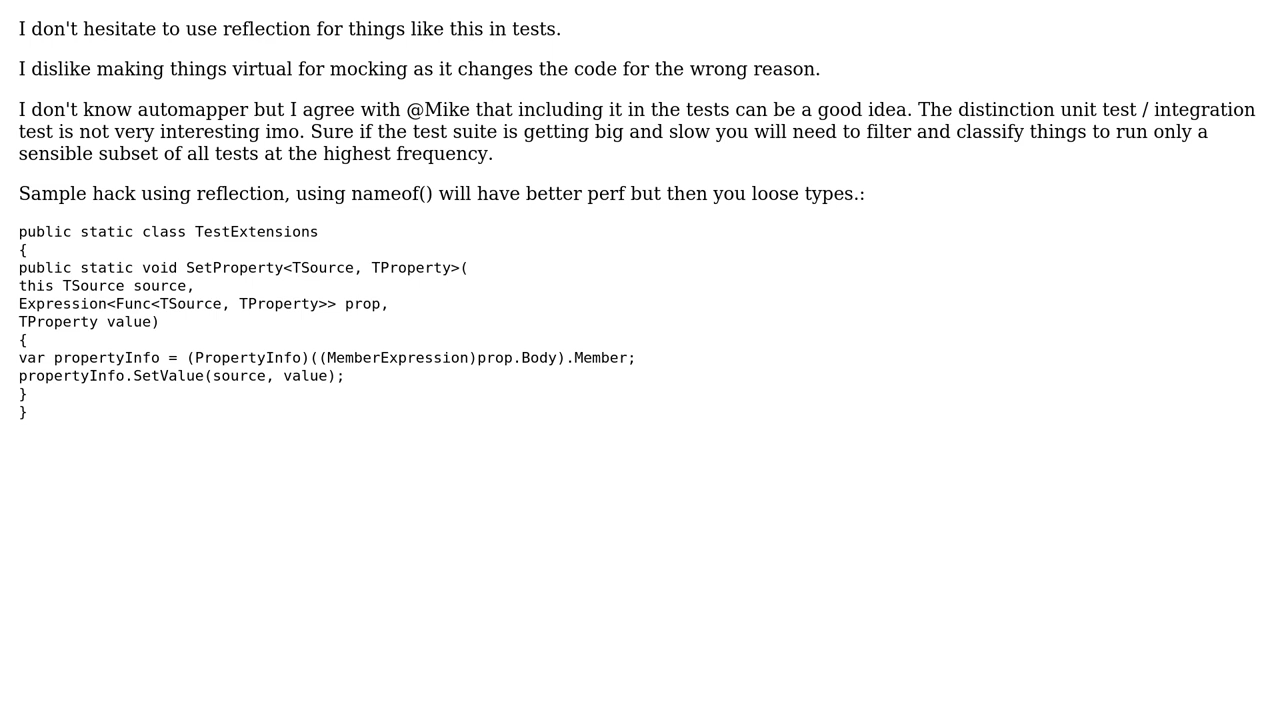 I don't hesitate to use reflection for things like this in tests.
I dislike making things virtual for mocking as it changes the code for the wrong reason.
I don't know automapper but I agree with @Mike that including it in the tests can be a good idea. The distinction unit test / integration
test is not very interesting imo. Sure if the test suite is getting big and slow you will need to filter and classify things to run only a
sensible subset of all tests at the highest frequency.
Sample hack using reflection, using nameof() will have better perf but then you loose types.:
public static class TestExtensions
{
public static void SetProperty<TSource, TProperty>(
this TSource source,
Expression<Func<TSource, TProperty>> prop,
TProperty value)
{
var propertyInfo = (PropertyInfo)((MemberExpression)prop.Body).Member;
propertyInfo.SetValue(source, value);
}
}